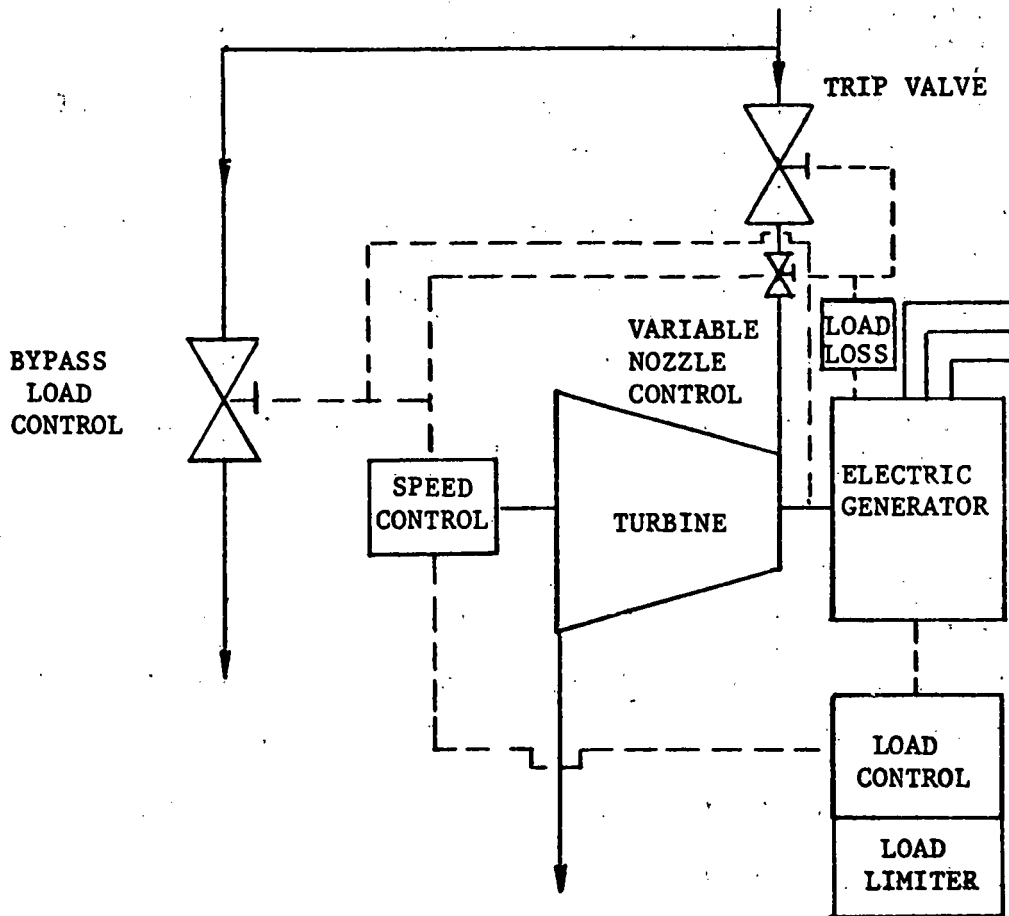 TRIP VALVE
BYPASS
LOAD
CONTROL
VARIABLE
NOZZLE
CONTROL
LOAD
LOSS
SPEED
CONTROL
TURBINE
ELECTRIC
GENERATOR
LOAD
CONTROL
LOAD
LIMITER